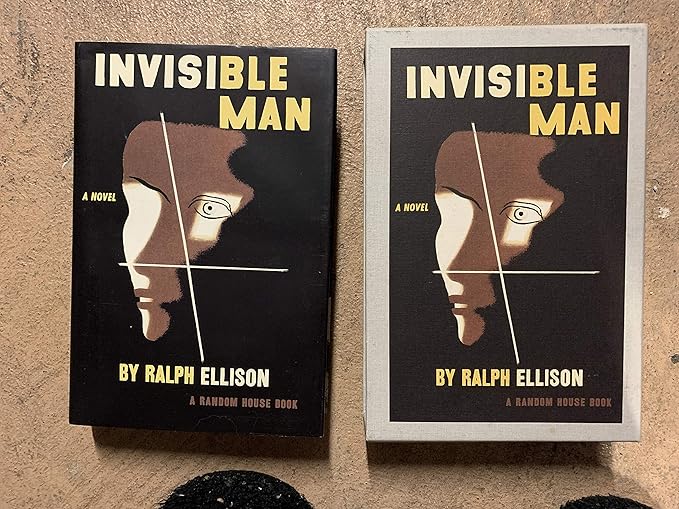 INVISIBLE
MAN
A NOVEL
BY RALPH ELLISON
A RANDOM HOUSE BOOK
INVISIBLE
MAN
A NOVEL
BY RALPH ELLISON
A RANDOM HOUSE BOOK